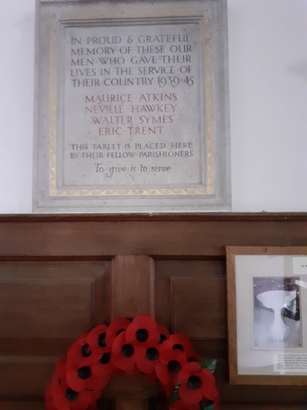 IN PROUD & GRATEFUL
MEMORY OF THESE OUR
MEN WHO GAVE THEIR
LIVES IN THE SERVICE OF
THEIR COUNTRY 1939-45
MAURICE ATKINS
NEVILLE HAWKEY
WALTER SYMES
ERIC TRENT
THIS TABLET IS PLACED HERE
BY THEIR FELLOW PARISHIONERS
To give is to serve